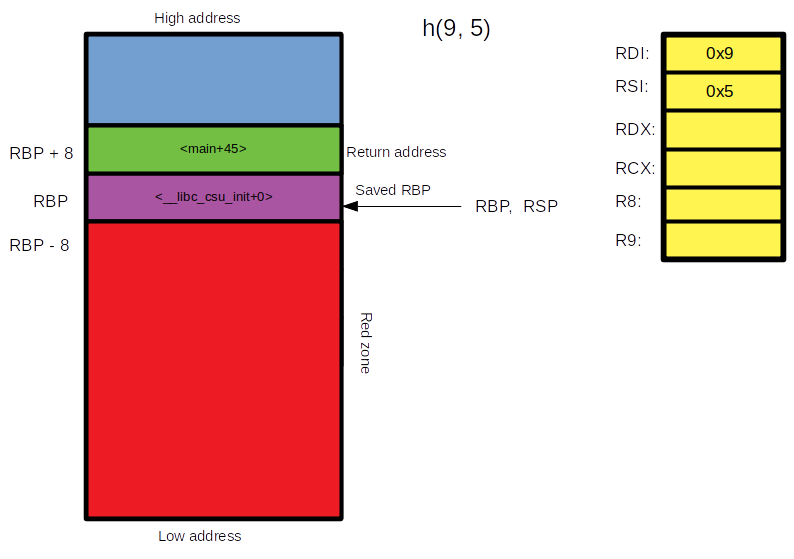 High address
h(9, 5)
RDI: 0x9
RSI: 0x5
RDX:
RCX:
R8:
R9:
RBP + 8 <main+45> Return address
RBP <__libc_csu_init+0> Saved RBP
RBP, RSP
RBP - 8
Red zone
Low address